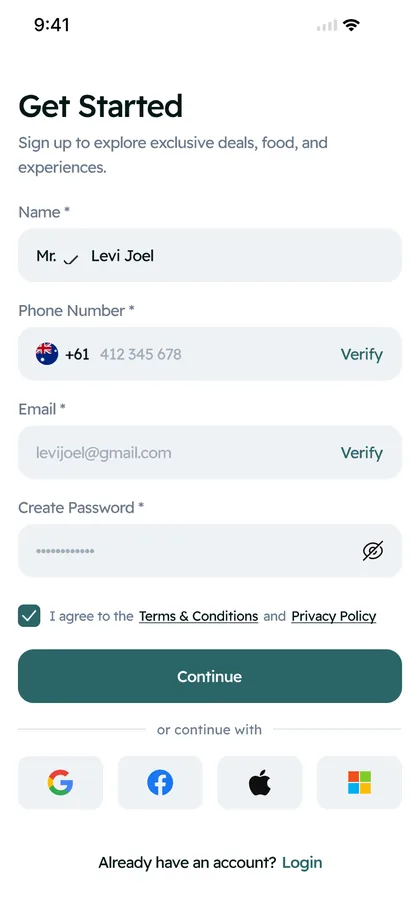 9:41
Get Started
Sign up to explore exclusive deals, food, and
experiences.
Name *
Mr. Levi Joel
Phone Number *
+61 412 345 678 Verify
Email *
levijoel@gmail.com Verify
Create Password *
••••••••••••
I agree to the Terms & Conditions and Privacy Policy
Continue
or continue with
Already have an account? Login